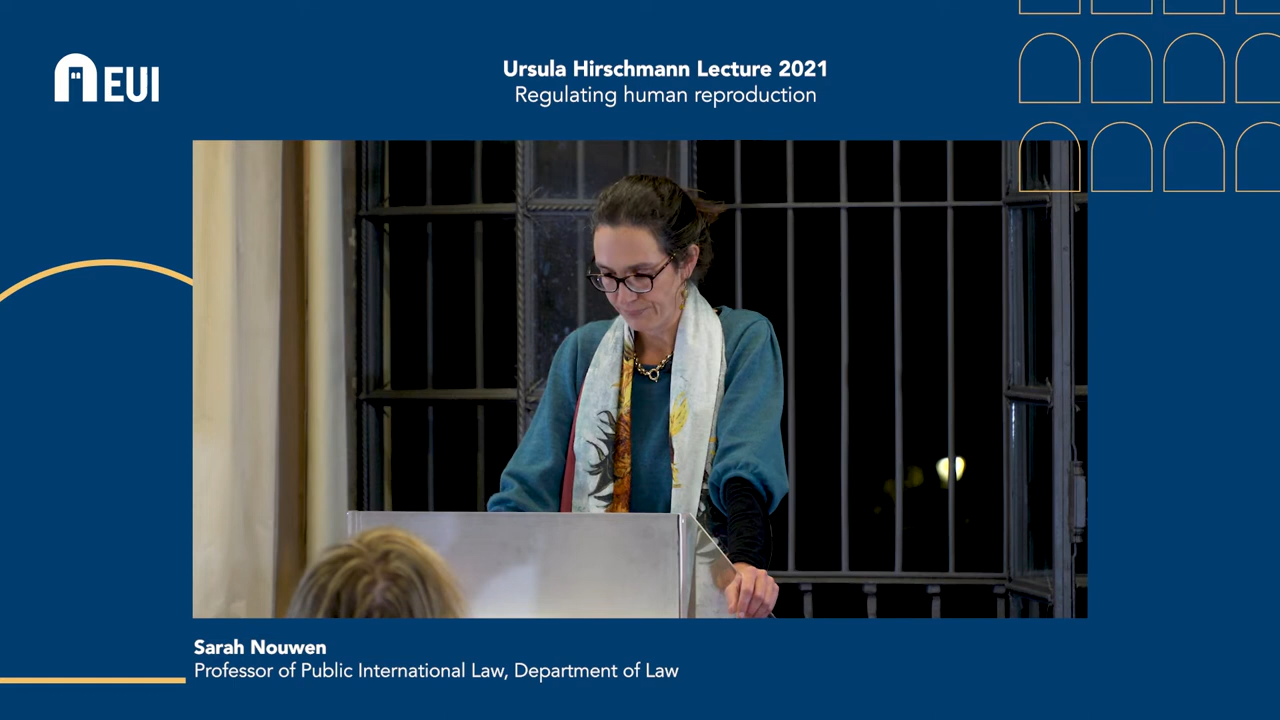 EUI
Ursula Hirschmann Lecture 2021
Regulating human reproduction
Sarah Nouwen
Professor of Public International Law, Department of Law